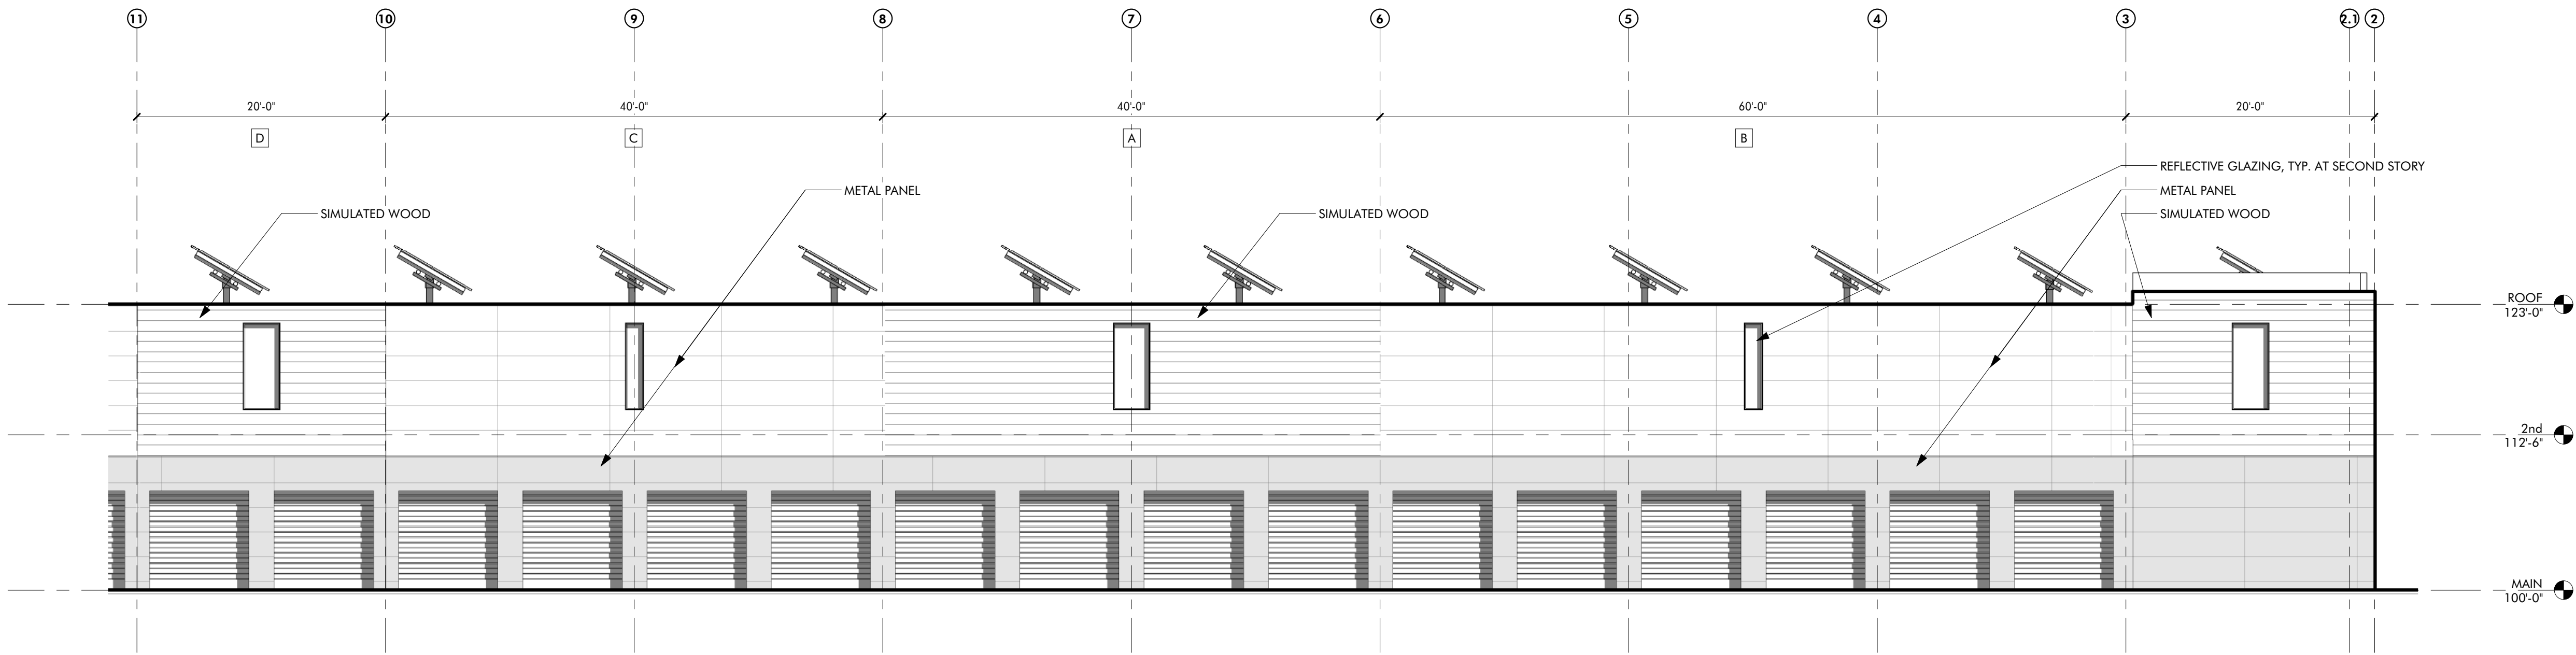 11 10 9 8 7 6 5 4 3 2.1 2
20'-0" 40'-0" 40'-0" 60'-0" 20'-0"
D C A B
REFLECTIVE GLAZING, TYP. AT SECOND STORY
METAL PANEL METAL PANEL
SIMULATED WOOD SIMULATED WOOD SIMULATED WOOD
ROOF
123'-0"
2nd
112'-6"
MAIN
100'-0"